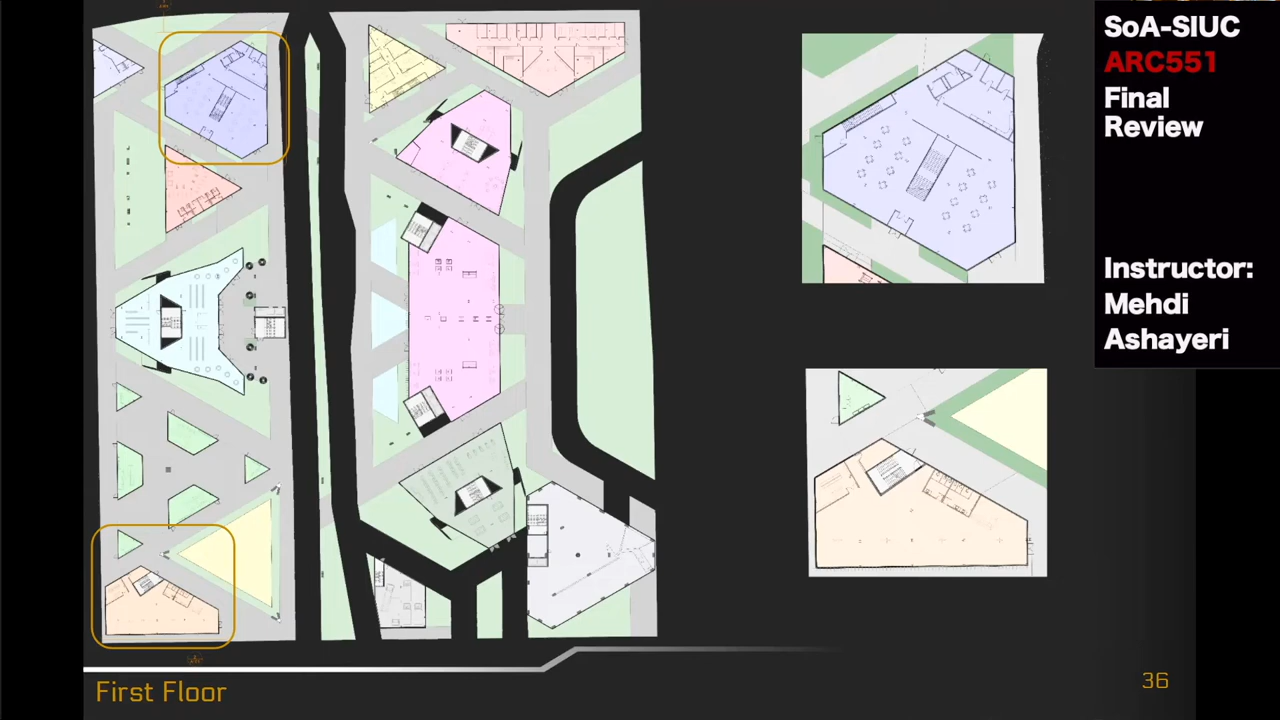 SoA-SIUC
ARC551
Final
Review
Instructor:
Mehdi
Ashayeri
First Floor
36